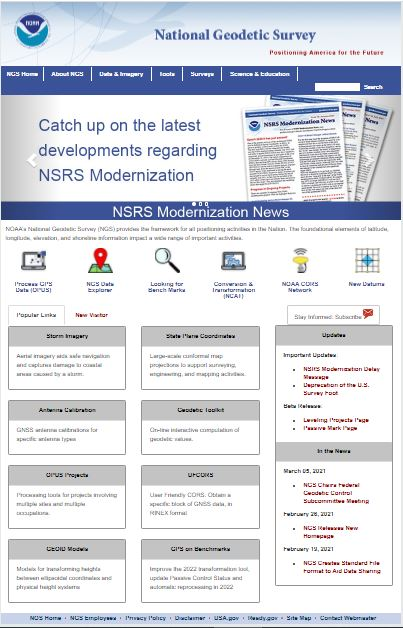 NOAA
National Geodetic Survey
Positioning America for the Future
NGS Home About NGS Data & Imagery Tools Surveys Science & Education
Search
Catch up on the latest
developments regarding
NSRS Modernization
NSRS Modernization News
NSRS Modernization News
NOAA's National Geodetic Survey (NGS) provides the framework for all positioning activities in the Nation. The foundational elements of latitude,
longitude, elevation, and shoreline information impact a wide range of important activities.
Process GPS
Data (OPUS)
NGS Data
Explorer
Looking for
Bench Marks
Conversion &
Transformation
(NCAT)
NOAA CORS
Network
New Datums
Popular Links
New Visitor
Stay Informed: Subscribe
Storm Imagery
Aerial imagery aids safe navigation
and captures damage to coastal
areas caused by a storm.
State Plane Coordinates
Large-scale conformal map
projections to support surveying,
engineering, and mapping activities.
Antenna Calibration
GNSS antenna calibrations for
specific antenna types
Geodetic Toolkit
On-line interactive computation of
geodetic values.
OPUS Projects
Processing tools for projects involving
multiple sites and multiple
occupations.
UFCORS
User Friendly CORS: Obtain a
specific block of GNSS data, in
RINEX format
GEOID Models
Models for transforming heights
between ellipsoidal coordinates and
physical height systems
GPS on Benchmarks
Improve the 2022 transformation tool,
update Passive Control Status and
automatic reprocessing in 2022
Updates
Important Updates:
NSRS Modernization Delay
Message
Deprecation of the U.S.
Survey Foot
Beta Release:
Leveling Projects Page
Passive Mark Page
In the News
March 05, 2021
NGS Chairs Federal
Geodetic Control
Subcommittee Meeting
February 26, 2021
NGS Releases New
Homepage
February 19, 2021
NGS Creates Standard File
Format to Aid Data Sharing
NGS Home • NGS Employees • Privacy Policy • Disclaimer • USA.gov • Ready.gov • Site Map • Contact Webmaster